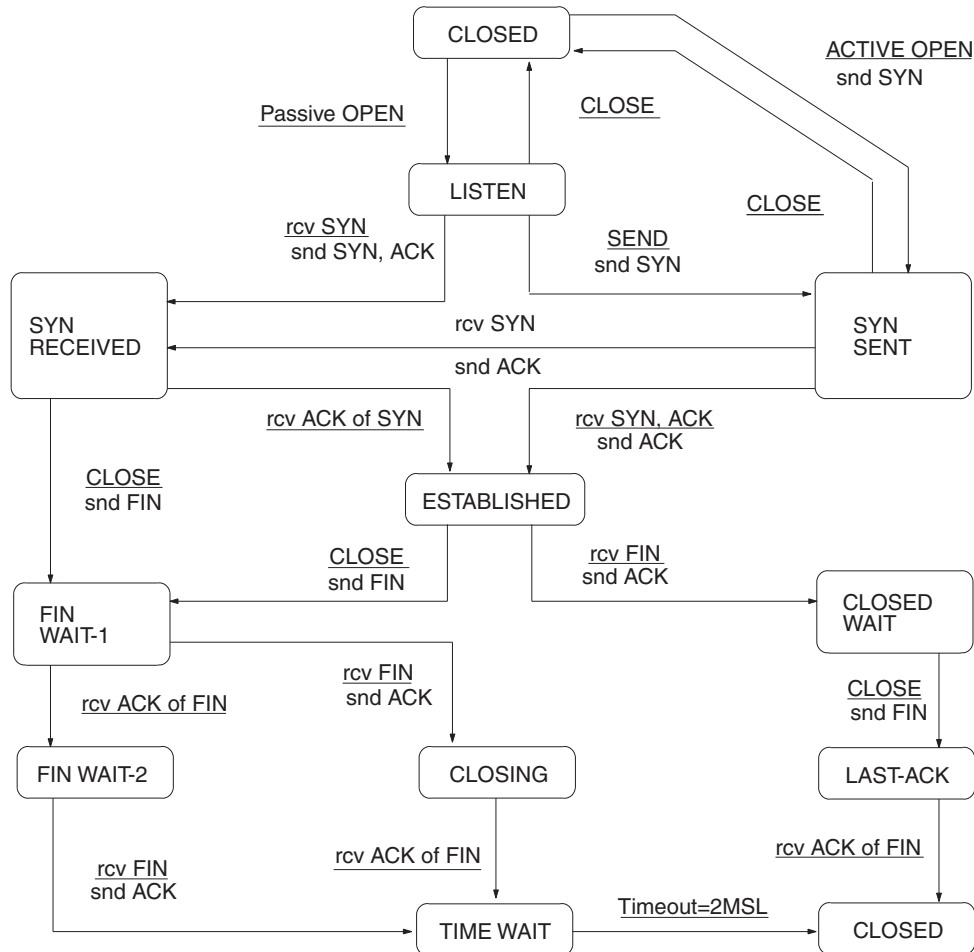 CLOSED
ACTIVE OPEN
snd SYN
Passive OPEN
CLOSE
LISTEN
CLOSE
rcv SYN
snd SYN, ACK
SEND
snd SYN
SYN
RECEIVED
rcv SYN
SYN
SENT
snd ACK
rcv ACK of SYN
rcv SYN, ACK
snd ACK
CLOSE
snd FIN
ESTABLISHED
CLOSE
snd FIN
rcv FIN
snd ACK
FIN
WAIT-1
CLOSED
WAIT
rcv ACK of FIN
rcv FIN
snd ACK
CLOSE
snd FIN
FIN WAIT-2
CLOSING
LAST-ACK
rcv FIN
snd ACK
rcv ACK of FIN
rcv ACK of FIN
TIME WAIT
Timeout=2MSL
CLOSED